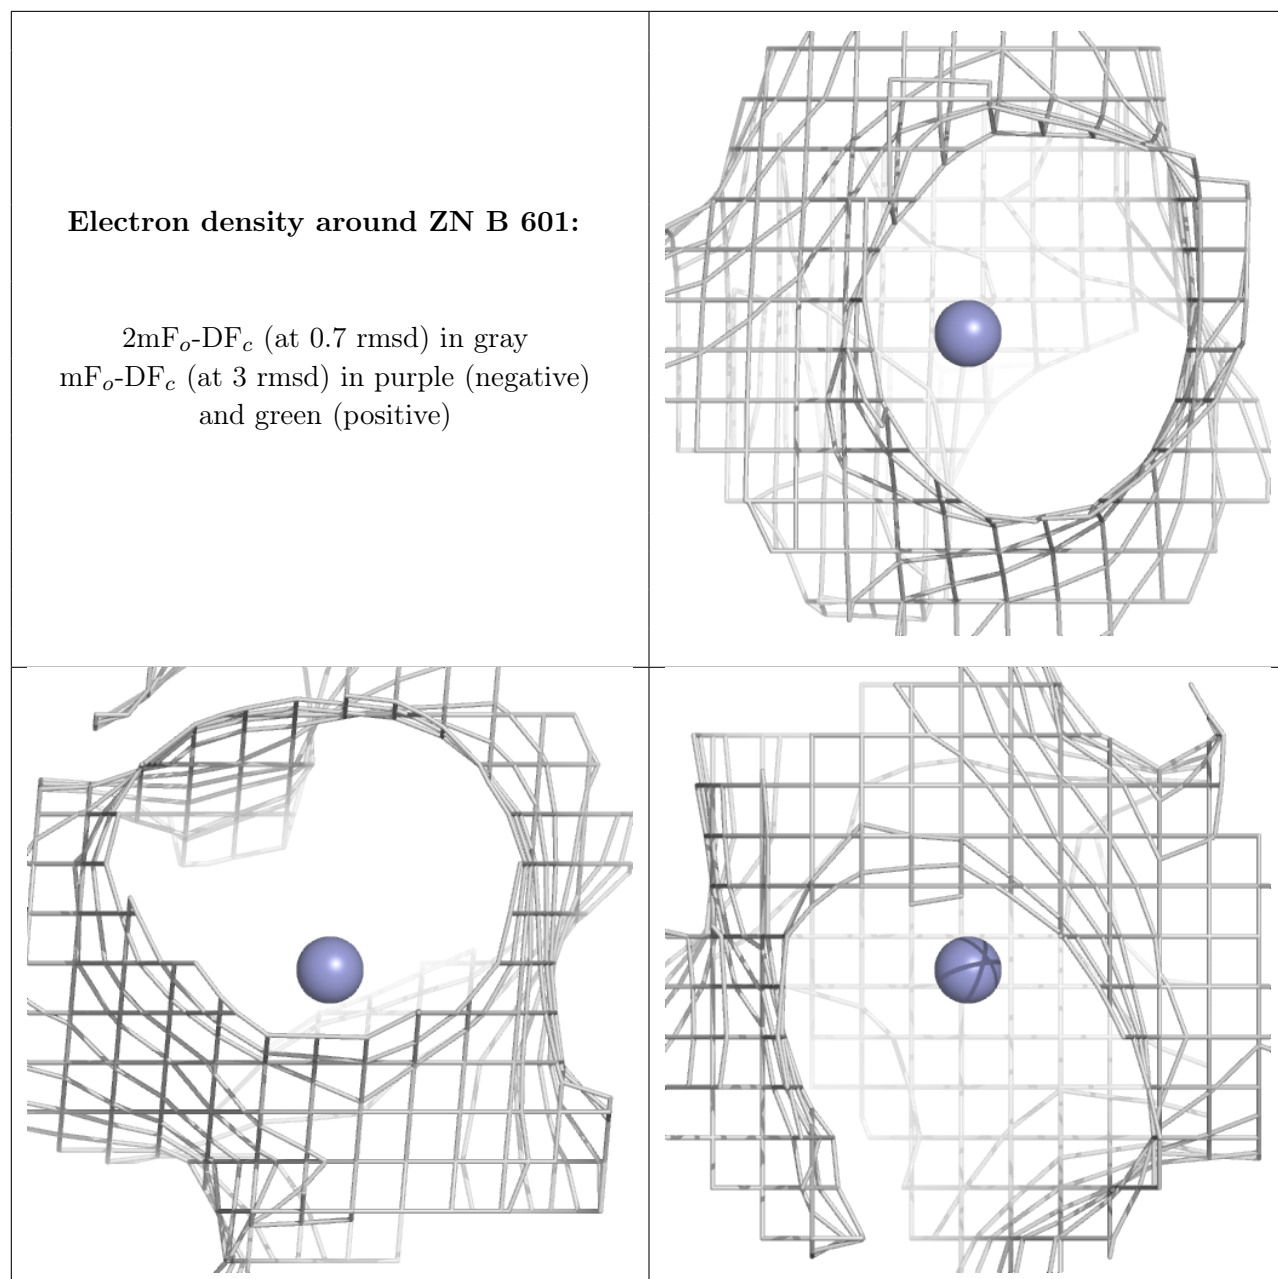 Electron density around ZN B 601:
2mFo-DFc (at 0.7 rmsd) in gray
mFo-DFc (at 3 rmsd) in purple (negative)
and green (positive)